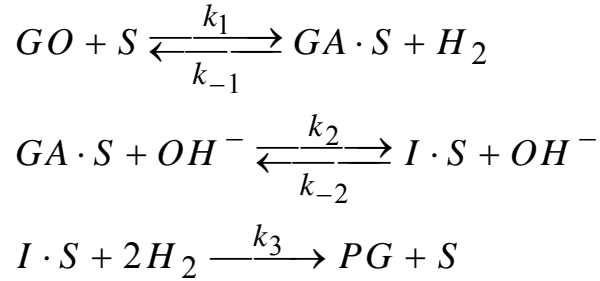 GO + S ⇌ GA · S + H₂ (k₁, k₋₁)
GA · S + OH⁻ ⇌ I · S + OH⁻ (k₂, k₋₂)
I · S + 2H₂ → PG + S (k₃)